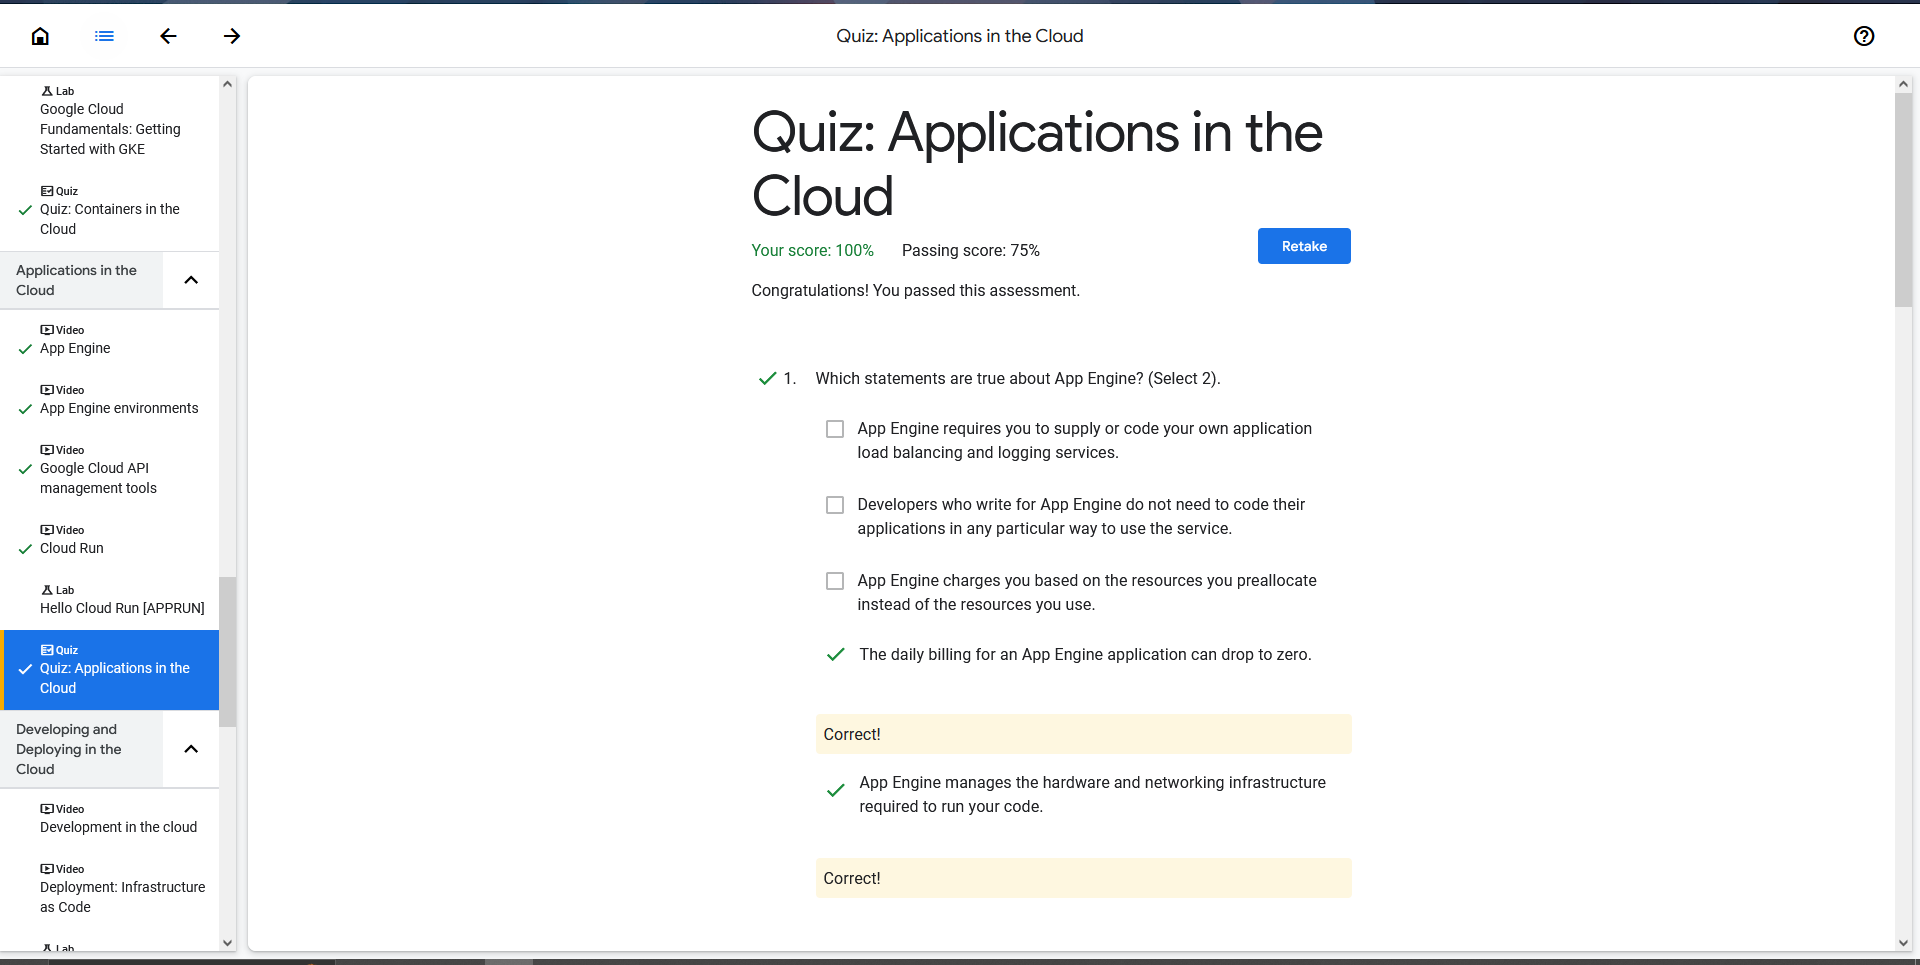 Quiz: Applications in the Cloud
Lab
Google Cloud
Fundamentals: Getting
Started with GKE
Quiz
Quiz: Containers in the
Cloud
Applications in the
Cloud
Video
App Engine
Video
App Engine environments
Video
Google Cloud API
management tools
Video
Cloud Run
Lab
Hello Cloud Run [APPRUN]
Quiz
Quiz: Applications in the
Cloud
Developing and
Deploying in the
Cloud
Video
Development in the cloud
Video
Deployment: Infrastructure
as Code
Lab
Quiz: Applications in the
Cloud
Your score: 100% Passing score: 75%
Retake
Congratulations! You passed this assessment.
1. Which statements are true about App Engine? (Select 2).
App Engine requires you to supply or code your own application
load balancing and logging services.
Developers who write for App Engine do not need to code their
applications in any particular way to use the service.
App Engine charges you based on the resources you preallocate
instead of the resources you use.
The daily billing for an App Engine application can drop to zero.
Correct!
App Engine manages the hardware and networking infrastructure
required to run your code.
Correct!